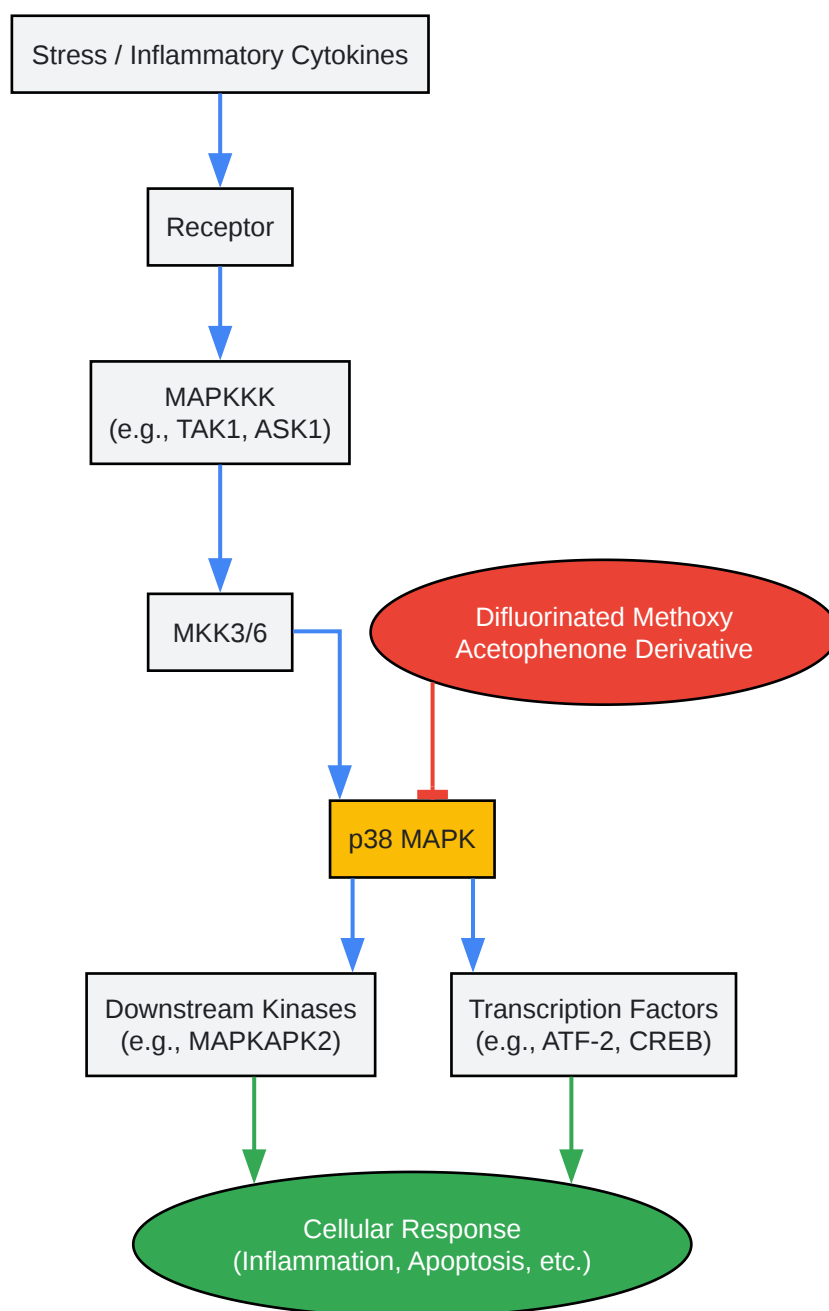 Stress / Inflammatory Cytokines
Receptor
MAPKKK
(e.g., TAK1, ASK1)
MKK3/6
Difluorinated Methoxy
Acetophenone Derivative
p38 MAPK
Downstream Kinases
(e.g., MAPKAPK2)
Transcription Factors
(e.g., ATF-2, CREB)
Cellular Response
(Inflammation, Apoptosis, etc.)